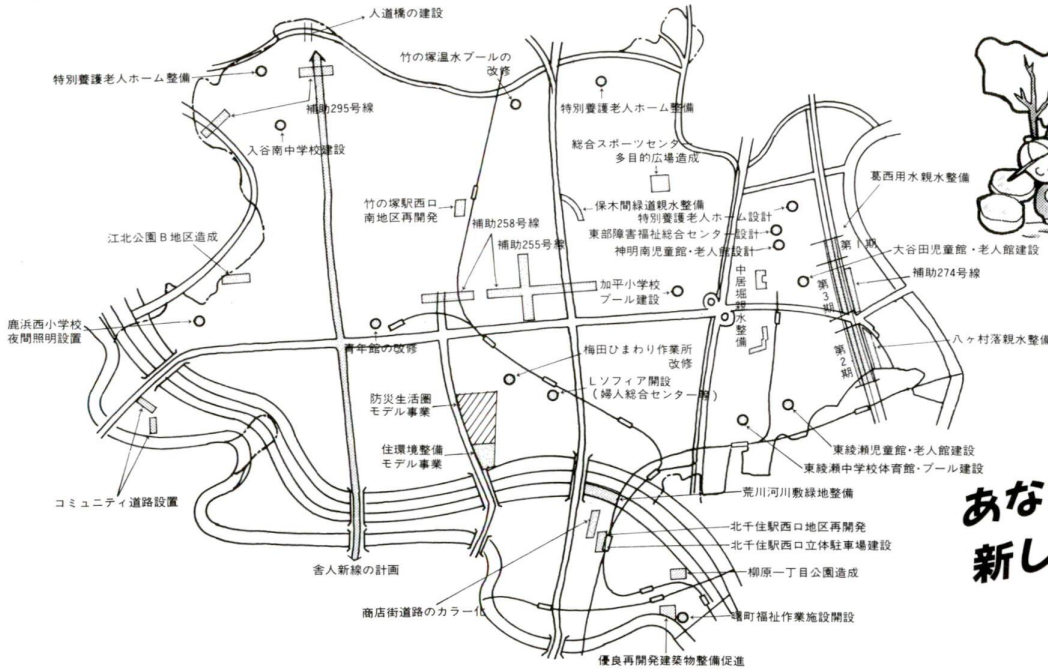 人道橋の建設
竹の塚温水プールの
改修
特別養護老人ホーム整備
補助295号線
入谷南中学校建設
特別養護老人ホーム整備
総合スポーツセンター
多目的広場造成
葛西用水親水整備
竹の塚駅西口
南地区再開発
保木間緑道親水整備
特別養護老人ホーム設計
東部障害福祉総合センター設計
神明南児童館・老人館設計
補助258号線
補助255号線
江北公園B地区造成
第1期
大谷田児童館・老人館建設
補助274号線
加平小学校
プール建設
中居堀親水整備
第3期
第2期
鹿浜西小学校
夜間照明設置
青年館の改修
八ヶ村落親水整備
梅田ひまわり作業所
改修
Lソフィア開設
(婦人総合センター等)
防災生活圏
モデル事業
住環境整備
モデル事業
東綾瀬児童館・老人館建設
東綾瀬中学校体育館・プール建設
コミュニティ道路設置
荒川河川敷緑地整備
北千住駅西口地区再開発
北千住駅西口立体駐車場建設
舎人新線の計画
柳原一丁目公園造成
商店街道路のカラー化
曙町福祉作業施設開設
優良再開発建築物整備促進
あな
新し